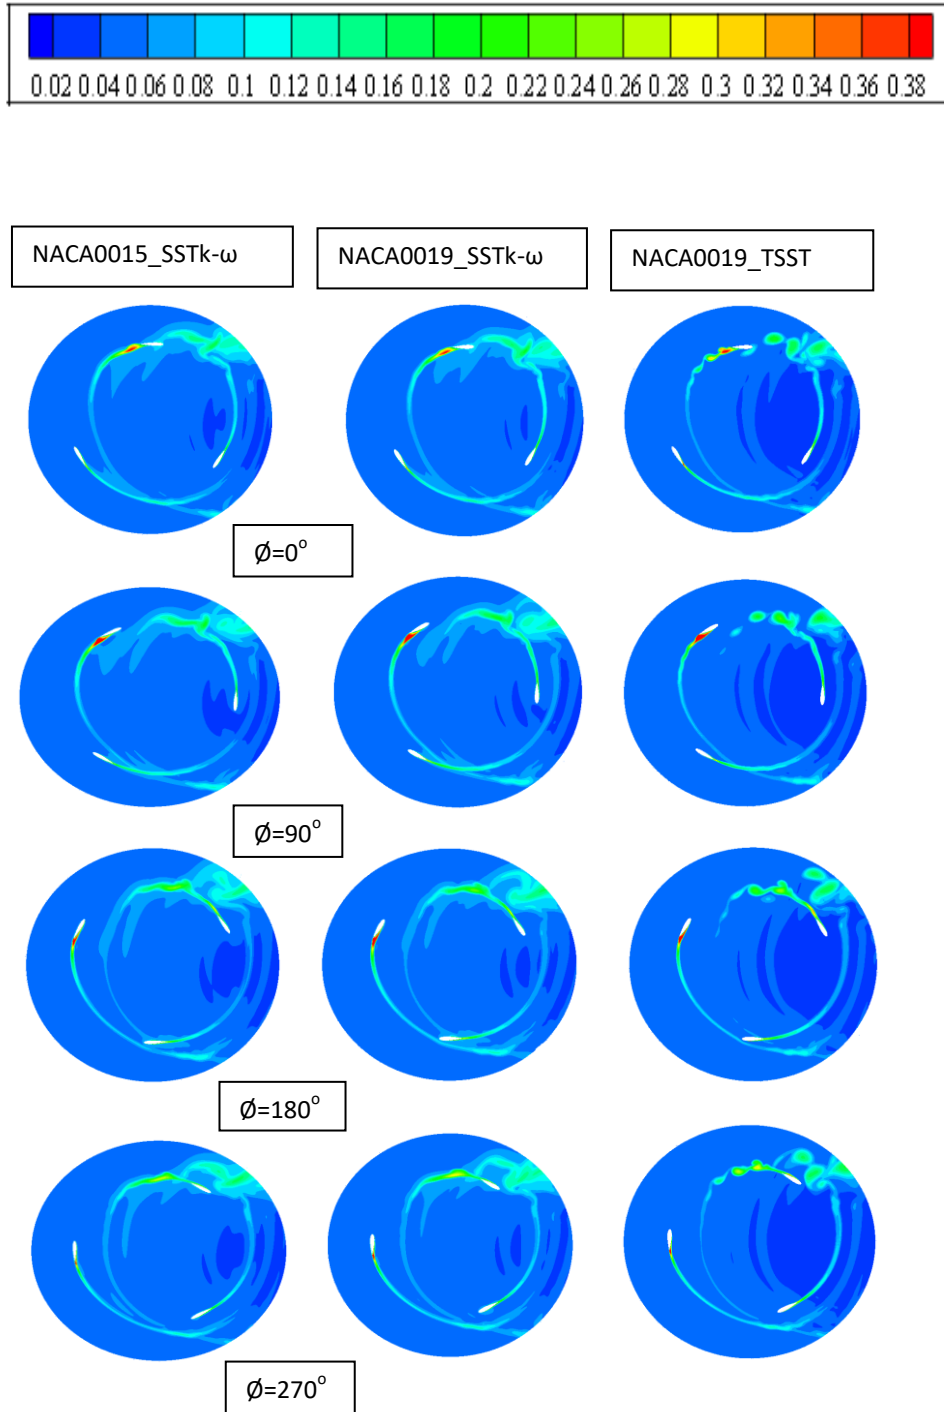 0.02 0.04 0.06 0.08 0.1 0.12 0.14 0.16 0.18 0.2 0.22 0.24 0.26 0.28 0.3 0.32 0.34 0.36 0.38
NACA0015_SSTk-ω NACA0019_SSTk-ω NACA0019_TSST
Ø=0°
Ø=90°
Ø=180°
Ø=270°